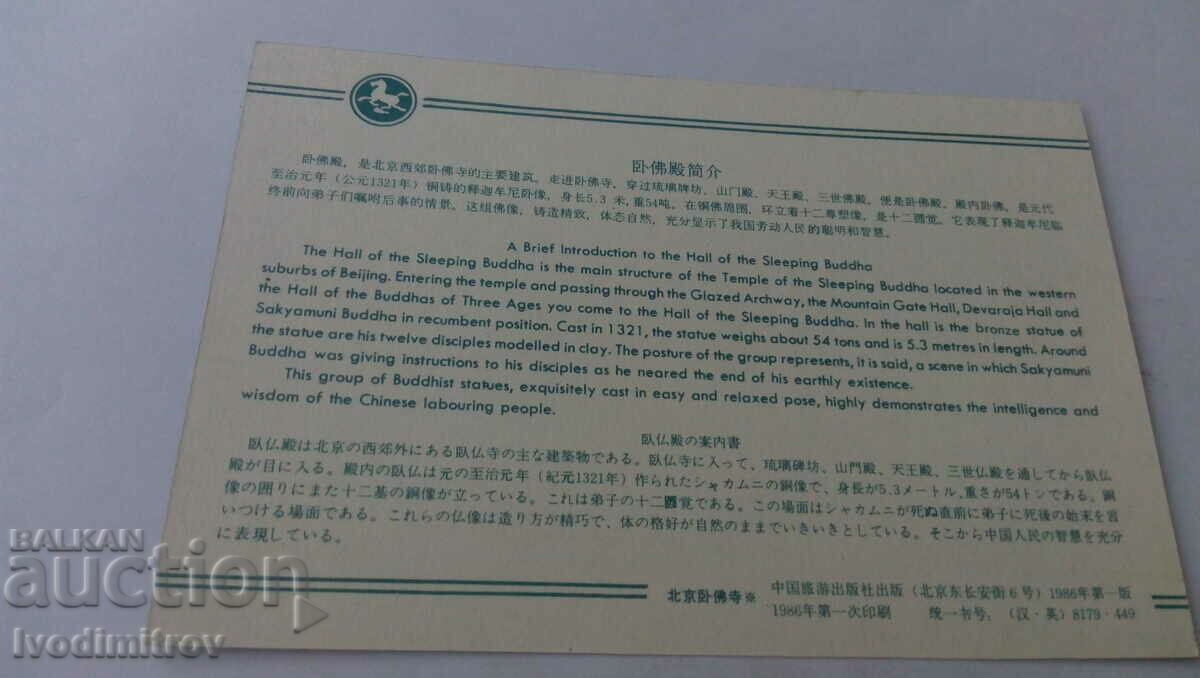 卧佛殿简介
卧佛殿，是北京西郊卧佛寺的主要建筑。走进卧佛寺，穿过琉璃牌坊、山门殿、天王殿、三世佛殿，便是卧佛殿，殿内卧佛，是元代
至治元年（公元1321年）铜铸的释迦牟尼卧像，身长5.3米，重54吨。在铜佛周围，环立着十二尊塑像，是十二圆觉。它表现了释迦牟尼临
终前向弟子们嘱咐后事的情景。这组佛像，铸造精致，体态自然，充分显示了我国劳动人民的聪明和智慧。
A Brief Introduction to the Hall of the Sleeping Buddha
The Hall of the Sleeping Buddha is the main structure of the Temple of the Sleeping Buddha located in the western
suburbs of Beijing. Entering the temple and passing through the Glazed Archway, the Mountain Gate Hall, Devaraja Hall and
the Hall of the Buddhas of Three Ages you come to the Hall of the Sleeping Buddha. In the hall is the bronze statue of
Sakyamuni Buddha in recumbent position. Cast in 1321, the statue weighs about 54 tons and is 5.3 metres in length. Around
the statue are his twelve disciples modelled in clay. The posture of the group represents, it is said, a scene in which Sakyamuni
Buddha was giving instructions to his disciples as he neared the end of his earthly existence.
This group of Buddhist statues, exquisitely cast in easy and relaxed pose, highly demonstrates the intelligence and
wisdom of the Chinese labouring people.
臥仏殿の案内書
臥仏殿は北京の西郊外にある臥仏寺の主な建築物である。臥仏寺に入って、琉璃碑坊、山門殿、天王殿、三世仏殿を通してから臥仏
殿が目に入る。殿内の臥仏は元の至治元年（紀元1321年）作られたシャカムニの銅像で、身長が5.3メートル、重さが54トンである。銅
像の囲りにまた十二基の銅像が立っている。これは弟子の十二圓覚である。この場面はシャカムニが死ぬ直前に弟子に死後の始末を言
いつける場面である。これらの仏像は造り方が精巧で、体の格好が自然のままでいきいきとしている。そこから中国人民の智慧を充分
に表現している。
北京卧佛寺※
中国旅游出版社出版（北京东长安街6号）1986年第一版
1986年第一次印刷 统一书号：（汉·英）8179·449
BALKAN
auction
Ivodimitrov